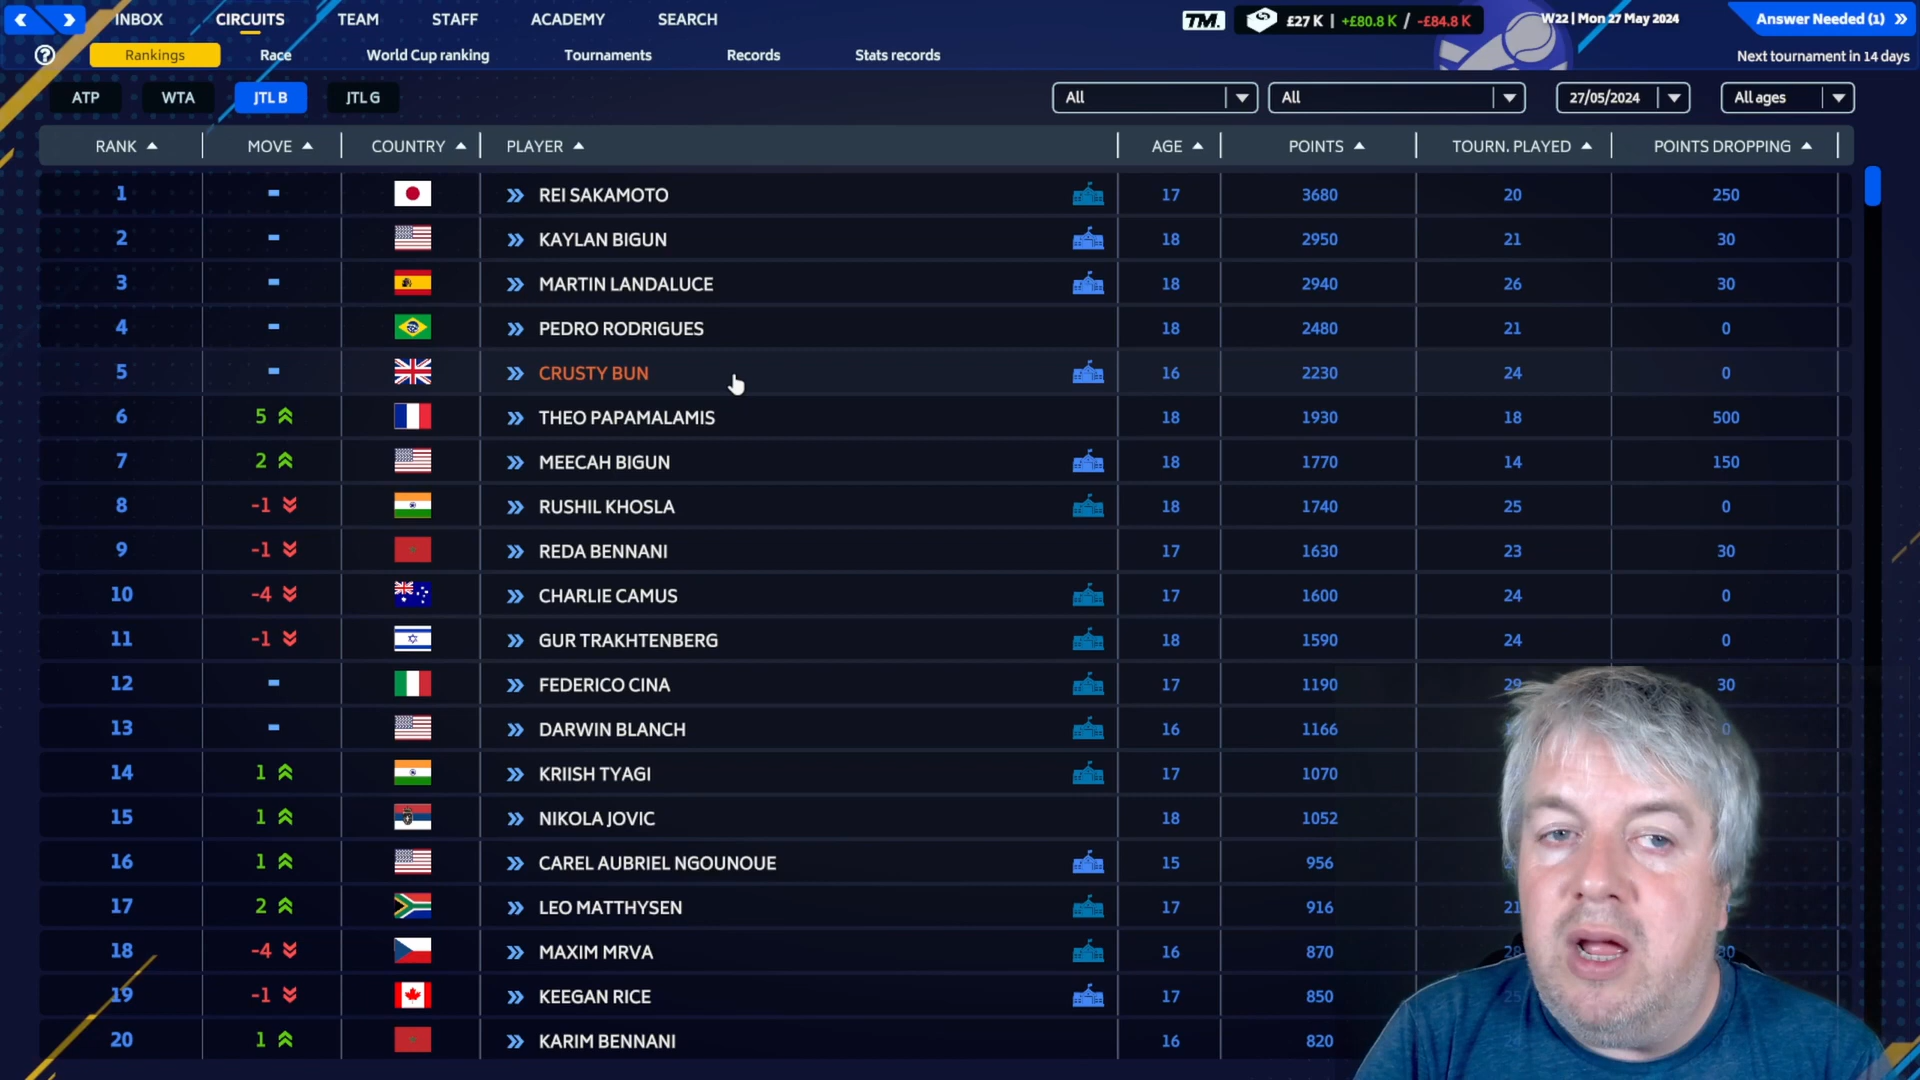 INBOX CIRCUITS TEAM STAFF ACADEMY SEARCH TM. £27 K | +£80.8 K / -£84.8 K W22 | Mon 27 May 2024 Answer Needed (1)
Rankings Race World Cup ranking Tournaments Records Stats records Next tournament in 14 days
ATP WTA JTL B JTL G All All 27/05/2024 All ages
RANK MOVE COUNTRY PLAYER AGE POINTS TOURN. PLAYED POINTS DROPPING
1 - REI SAKAMOTO 17 3680 20 250
2 - KAYLAN BIGUN 18 2950 21 30
3 - MARTIN LANDALUCE 18 2940 26 30
4 - PEDRO RODRIGUES 18 2480 21 0
5 - CRUSTY BUN 16 2230 24 0
6 5 THEO PAPAMALAMIS 18 1930 18 500
7 2 MEECAH BIGUN 18 1770 14 150
8 -1 RUSHIL KHOSLA 18 1740 25 0
9 -1 REDA BENNANI 17 1630 23 30
10 -4 CHARLIE CAMUS 17 1600 24 0
11 -1 GUR TRAKHTENBERG 18 1590 24 0
12 - FEDERICO CINA 17 1190 29 30
13 - DARWIN BLANCH 16 1166 0
14 1 KRIISH TYAGI 17 1070
15 1 NIKOLA JOVIC 18 1052
16 1 CAREL AUBRIEL NGOUNOUE 15 956
17 2 LEO MATTHYSEN 17 916 21
18 -4 MAXIM MRVA 16 870 28 30
19 -1 KEEGAN RICE 17 850 25
20 1 KARIM BENNANI 16 820 24